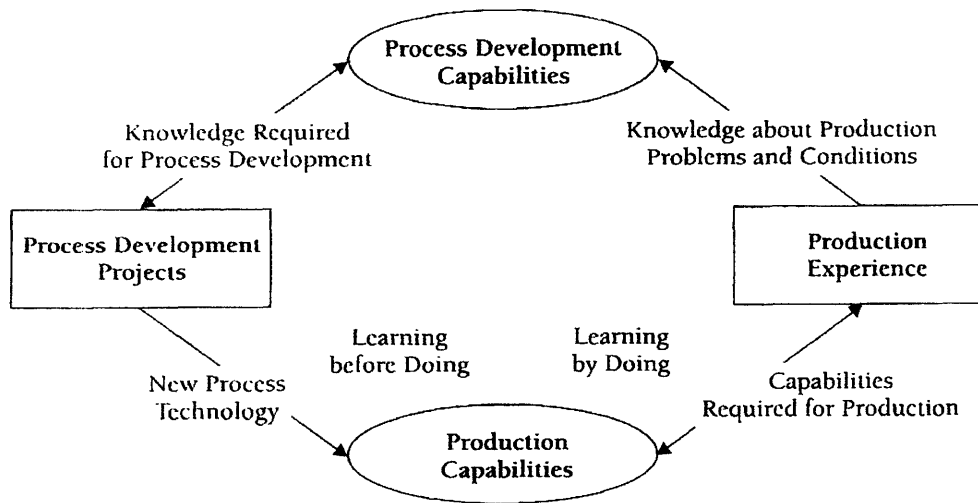 Process Development
Capabilities
Knowledge Required
for Process Development
Knowledge about Production
Problems and Conditions
Process Development
Projects
Production
Experience
Learning
before Doing
Learning
by Doing
New Process
Technology
Capabilities
Required for Production
Production
Capabilities